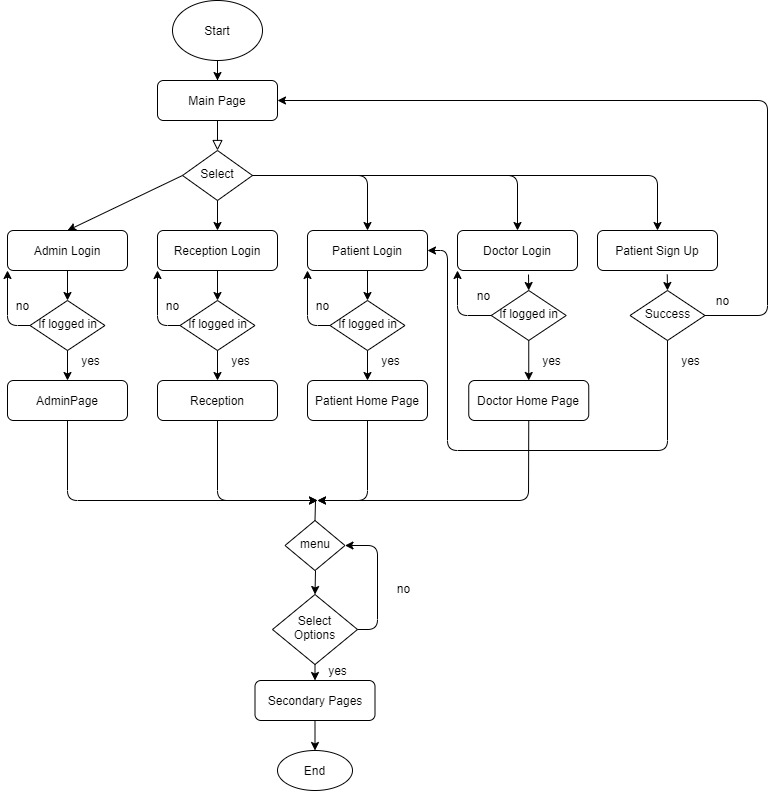 Start
Main Page
Select
Admin Login
Reception Login
Patient Login
Doctor Login
Patient Sign Up
no
If logged in
no
If logged in
no
If logged in
no
If logged in
Success
no
yes
yes
yes
yes
yes
AdminPage
Reception
Patient Home Page
Doctor Home Page
menu
no
Select
Options
yes
Secondary Pages
End